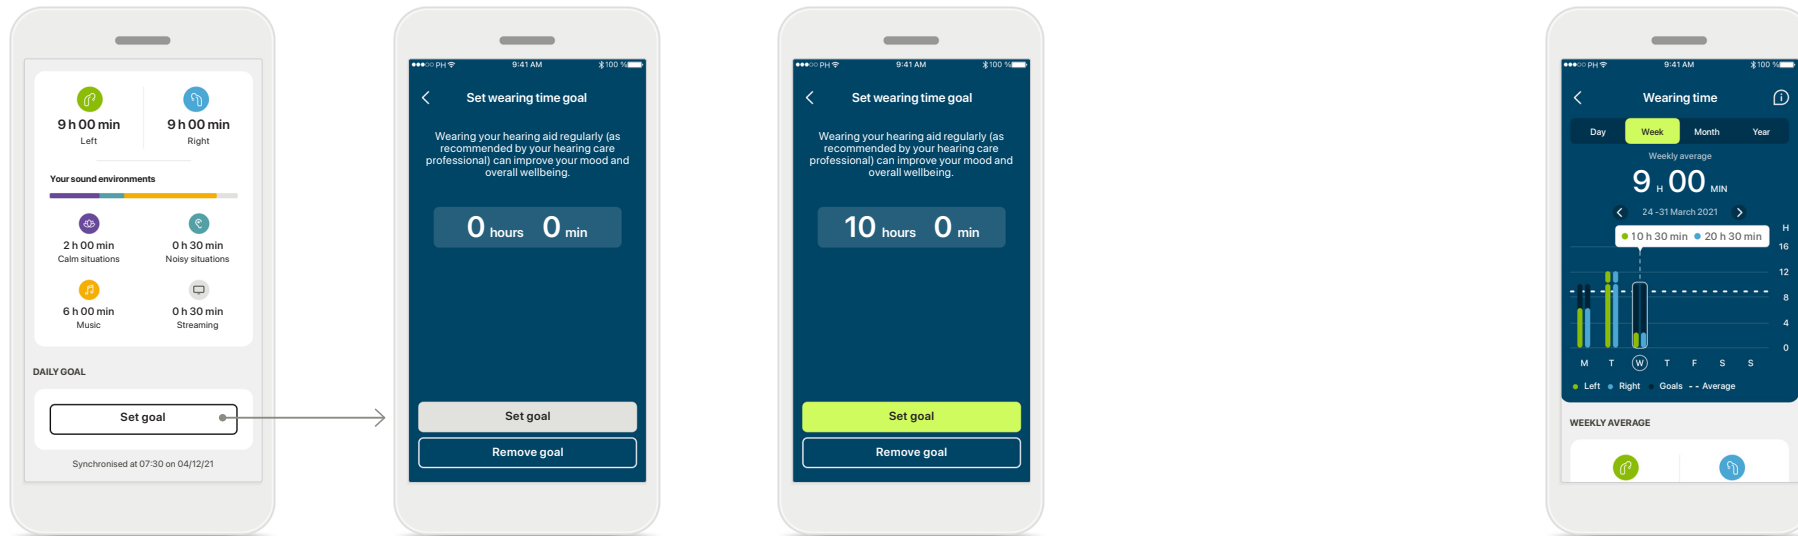 9 h 00 min 9 h 00 min
Left Right
Your sound environments
2 h 00 min 0 h 30 min
Calm situations Noisy situations
6 h 00 min 0 h 30 min
Music Streaming
DAILY GOAL
Set goal
Synchronised at 07:30 on 04/12/21
PH 9:41 AM 100 %
Set wearing time goal
Wearing your hearing aid regularly (as
recommended by your hearing care
professional) can improve your mood and
overall wellbeing.
0 hours 0 min
Set goal
Remove goal
PH 9:41 AM 100 %
Set wearing time goal
Wearing your hearing aid regularly (as
recommended by your hearing care
professional) can improve your mood and
overall wellbeing.
10 hours 0 min
Set goal
Remove goal
PH 9:41 AM 100 %
Wearing time
Day Week Month Year
Weekly average
9 H 00 MIN
24 -31 March 2021
H
10 h 30 min 20 h 30 min
16
12
8
4
0
M T W T F S S
Left Right Goals Average
WEEKLY AVERAGE